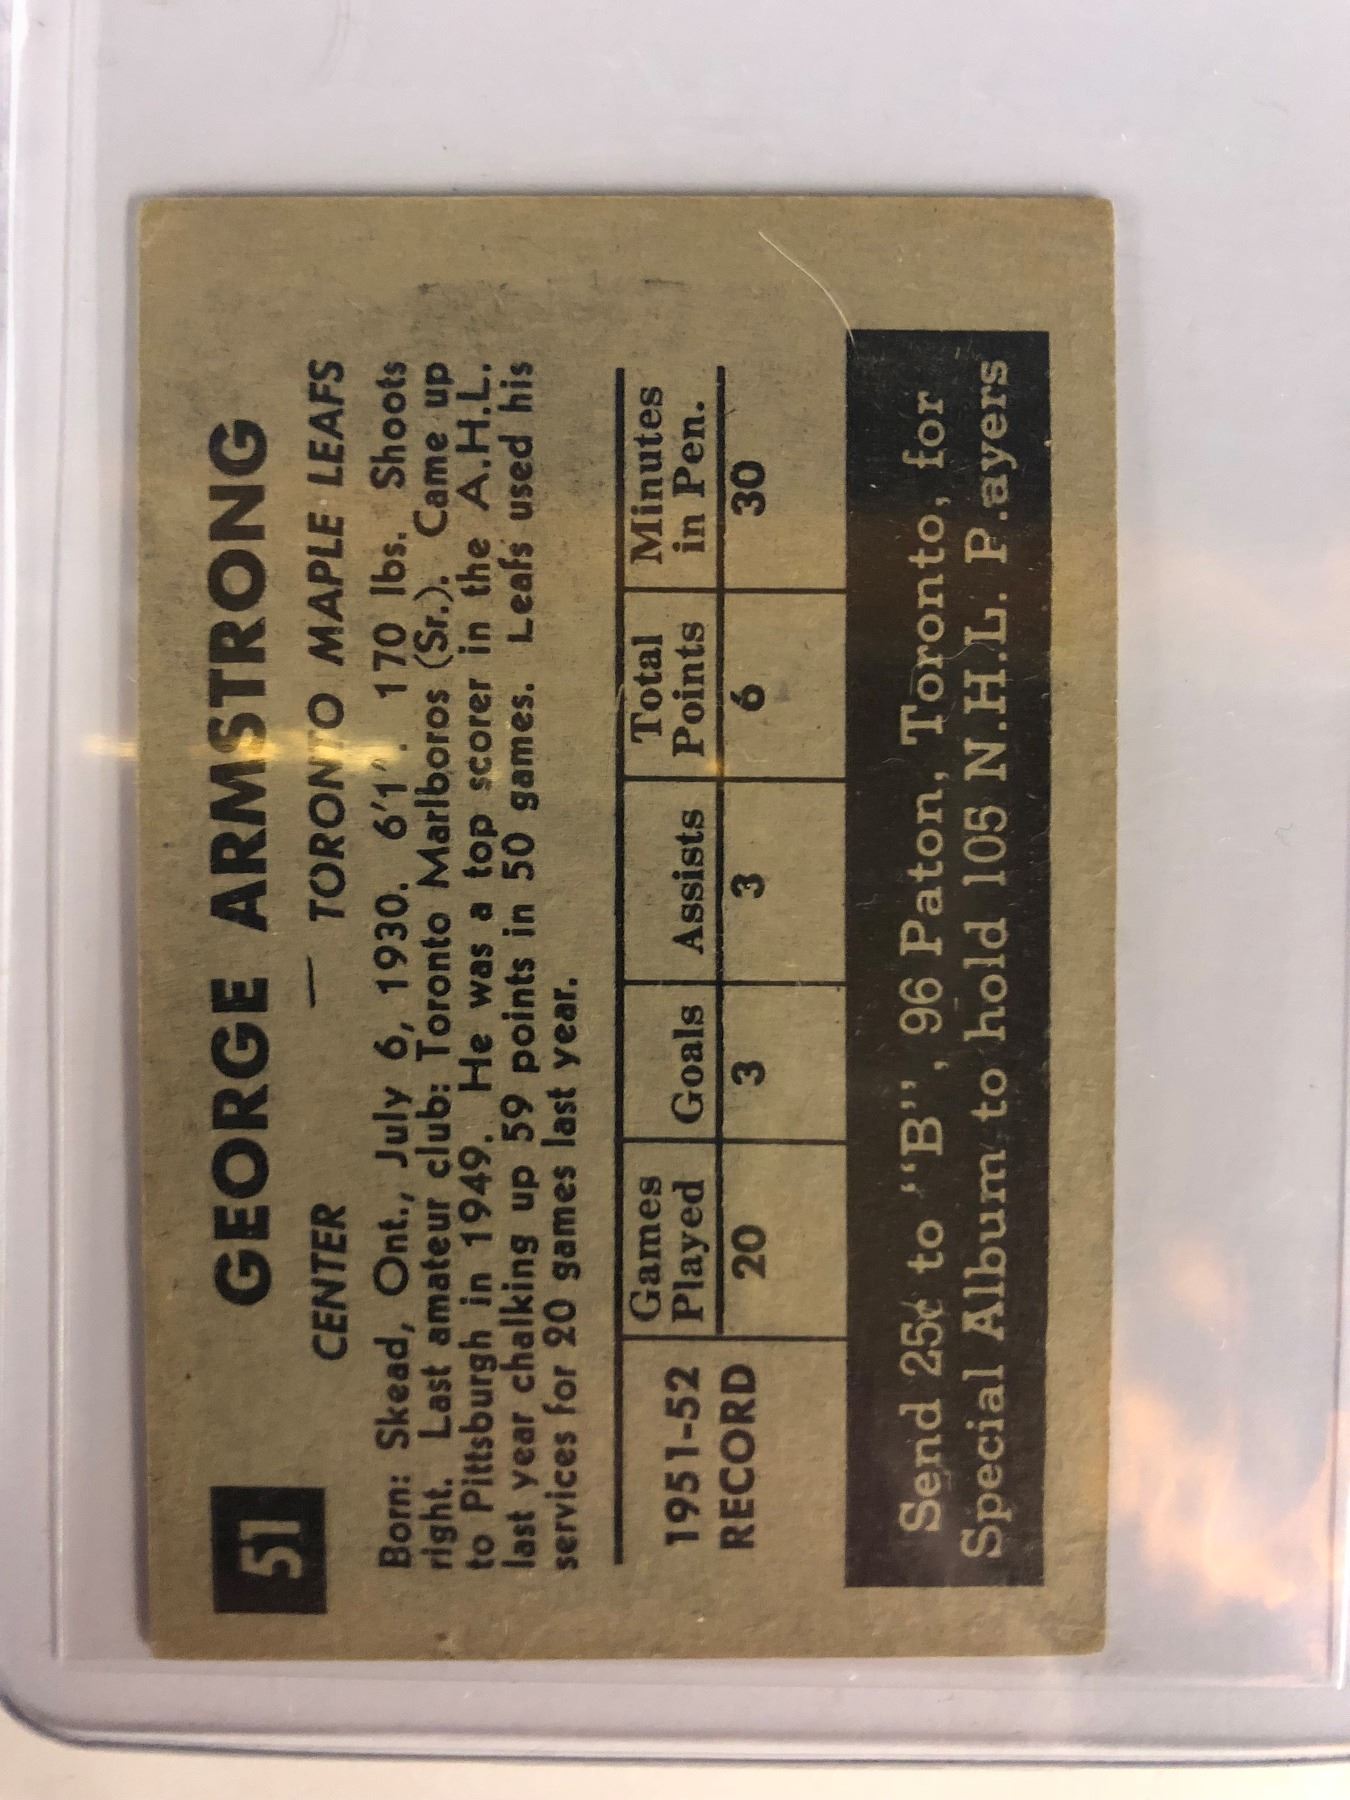 51
GEORGE ARMSTRONG
CENTER — TORONTO MAPLE LEAFS
Born: Skead, Ont., July 6, 1930. 6'1". 170 lbs. Shoots
right. Last amateur club: Toronto Marlboros (Sr.). Came up
to Pittsburgh in 1949. He was a top scorer in the A.H.L.
last year chalking up 59 points in 50 games. Leafs used his
services for 20 games last year.
1951-52 RECORD
Games Played Goals Assists Total Points Minutes in Pen.
20 3 3 6 30
Send 25¢ to "B", 96 Paton, Toronto, for
Special Album to hold 105 N.H.L. P.ayers